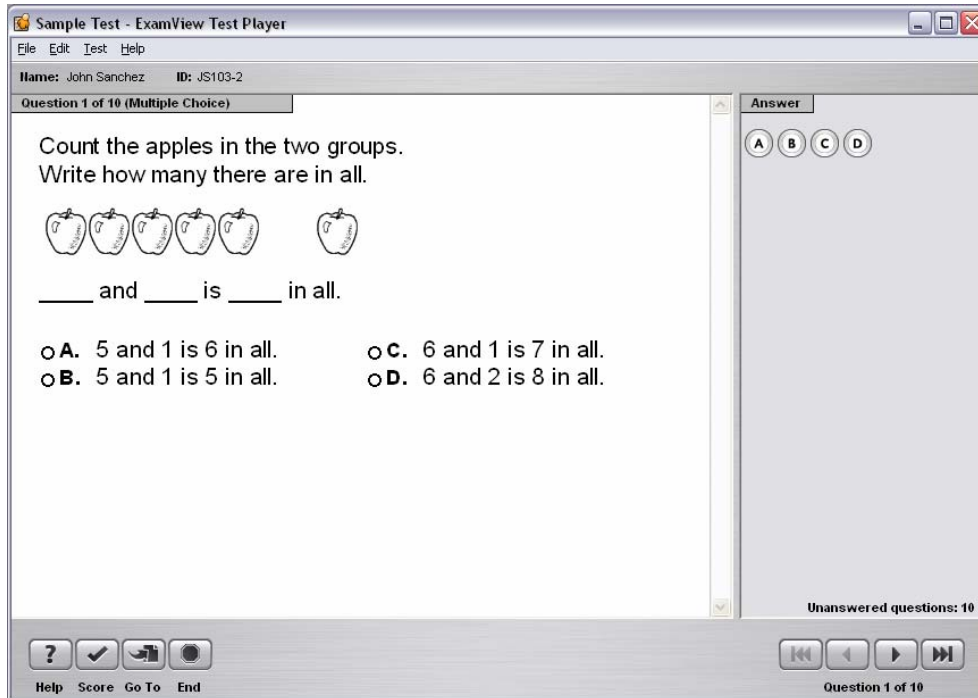 Sample Test - ExamView Test Player
File Edit Test Help
Name: John Sanchez ID: JS103-2
Question 1 of 10 (Multiple Choice)
Answer
Count the apples in the two groups.
Write how many there are in all.
A B C D
____ and ____ is ____ in all.
A. 5 and 1 is 6 in all.
B. 5 and 1 is 5 in all.
C. 6 and 1 is 7 in all.
D. 6 and 2 is 8 in all.
Unanswered questions: 10
?
Help Score Go To End
Question 1 of 10